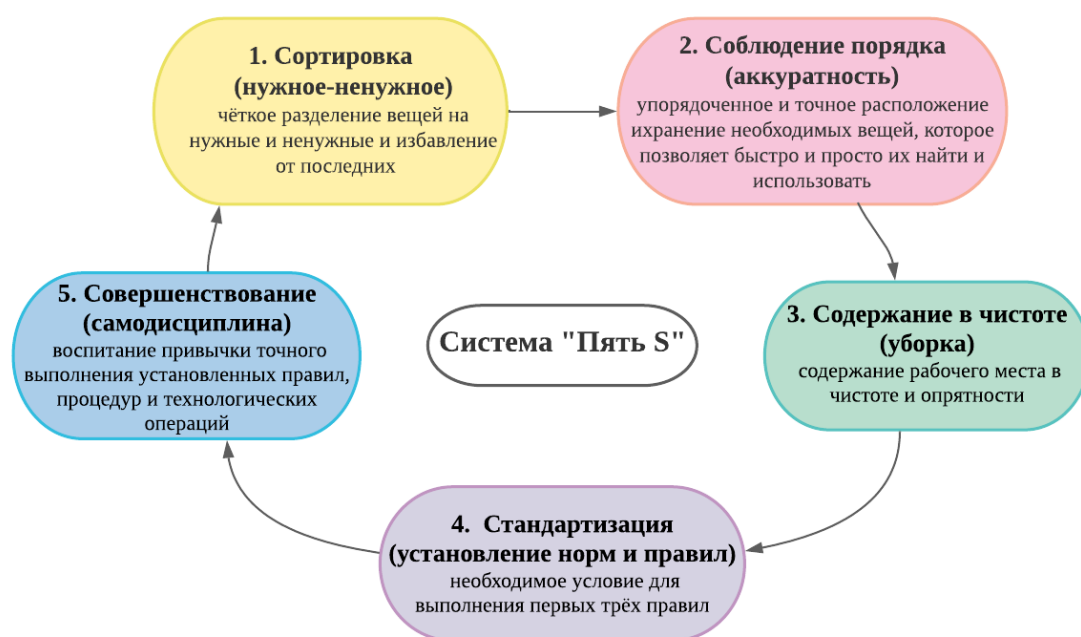 1. Сортировка
(нужное-ненужное)
чёткое разделение вещей на
нужные и ненужные и избавление
от последних
2. Соблюдение порядка
(аккуратность)
упорядоченное и точное расположение
ихранение необходимых вещей, которое
позволяет быстро и просто их найти и
использовать
3. Содержание в чистоте
(уборка)
содержание рабочего места в
чистоте и опрятности
4. Стандартизация
(установление норм и правил)
необходимое условие для
выполнения первых трёх правил
5. Совершенствование
(самодисциплина)
воспитание привычки точного
выполнения установленных правил,
процедур и технологических
операций
Система "Пять S"